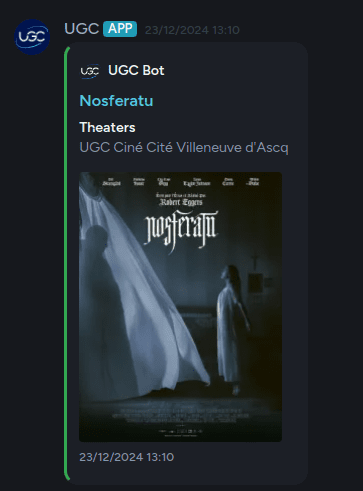 UGC
UGC APP 23/12/2024 13:10
UGC UGC Bot
Nosferatu
Theaters
UGC Ciné Cité Villeneuve d'Ascq
Robert Eggers
nosferatu
23/12/2024 13:10